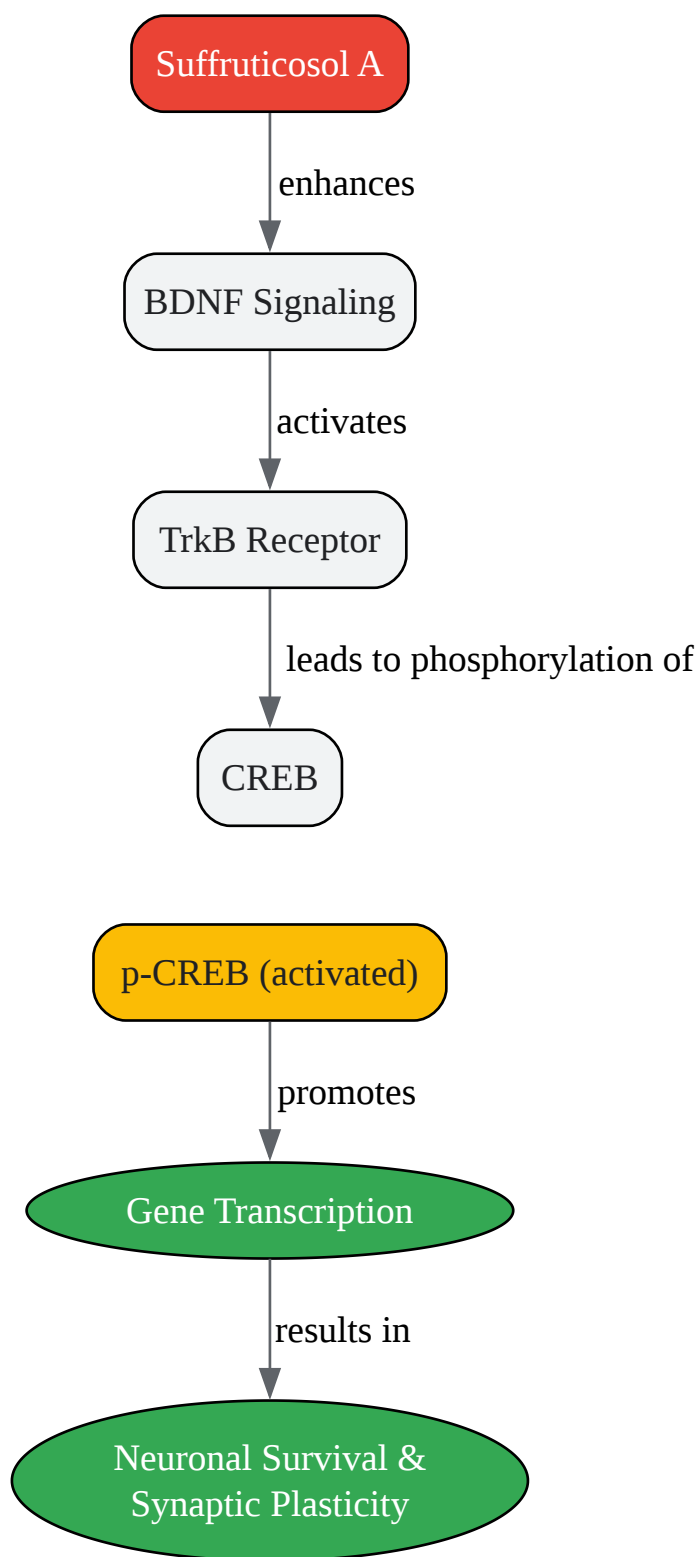 Suffruticosol A
enhances
BDNF Signaling
activates
TrkB Receptor
leads to phosphorylation of
CREB
p-CREB (activated)
promotes
Gene Transcription
results in
Neuronal Survival &
Synaptic Plasticity